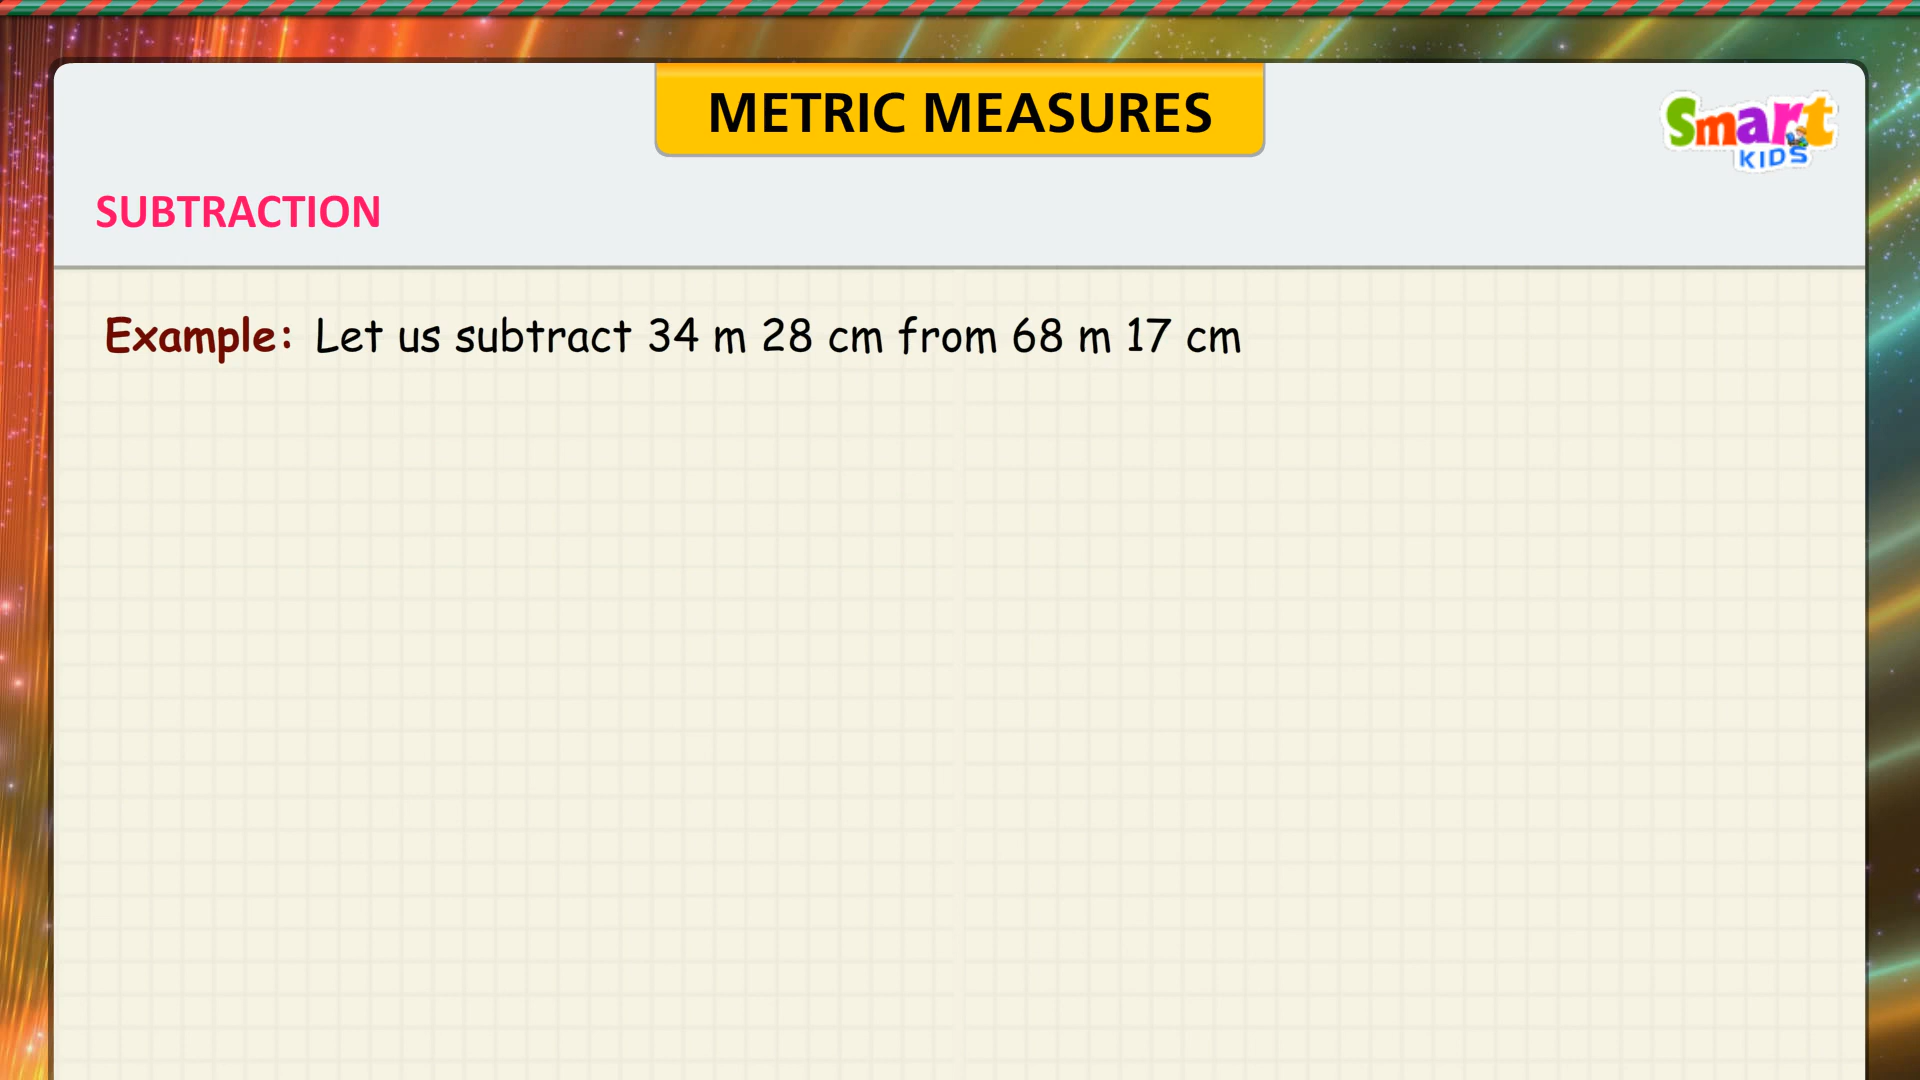 METRIC MEASURES
Smart
KIDS
SUBTRACTION
Example: Let us subtract 34 m 28 cm from 68 m 17 cm